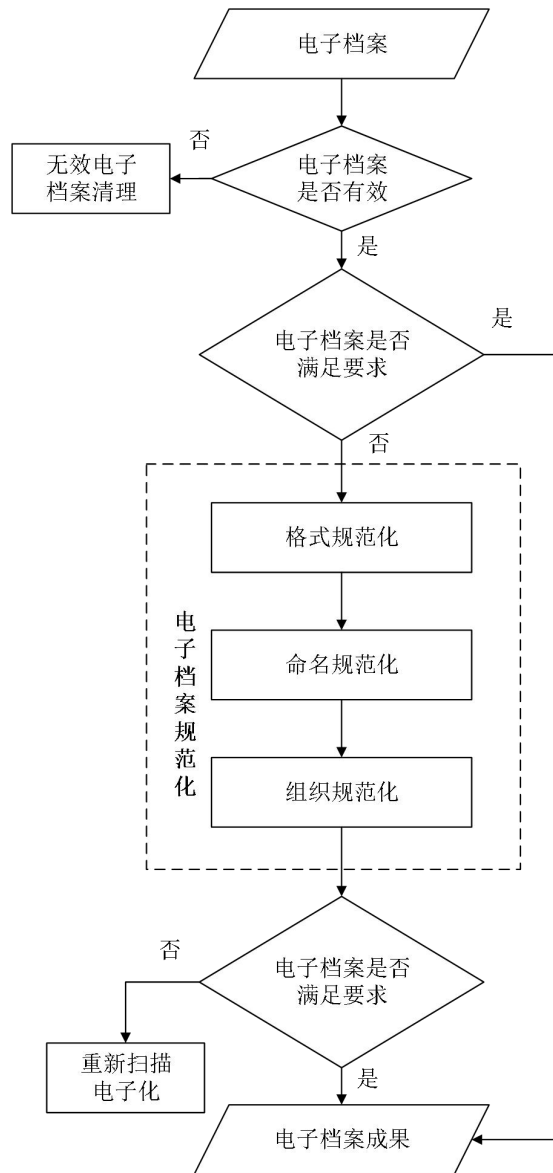 电子档案
否
无效电子
档案清理
电子档案
是否有效
是
电子档案是否
满足要求
是
否
格式规范化
电子档案规范化
命名规范化
组织规范化
否
电子档案是否
满足要求
重新扫描
电子化
是
电子档案成果